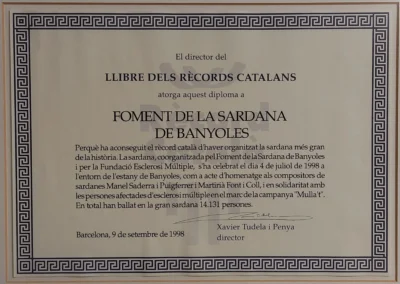 El director del
LLIBRE DELS RÈCORDS CATALANS
atorga aquest diploma a
FOMENT DE LA SARDANA
DE BANYOLES
Perquè ha aconseguit el rècord català d'haver organitzat la sardana més gran
de la història. La sardana, coorganitzada pel Foment de la Sardana de Banyoles
i per la Fundació Esclerosi Múltiple, s'ha celebrat el dia 4 de juliol de 1998 a
l'entorn de l'estany de Banyoles, com a acte d'homenatge als compositors de
sardanes Manel Saderra i Puigferrer i Martirià Font i Coll, i en solidaritat amb
les persones afectades d'esclerosi múltiple en el marc de la campanya "Mulla't".
En total han ballat en la gran sardana 14.131 persones.
Barcelona, 9 de setembre de 1998
Xavier Tudela i Penya
director